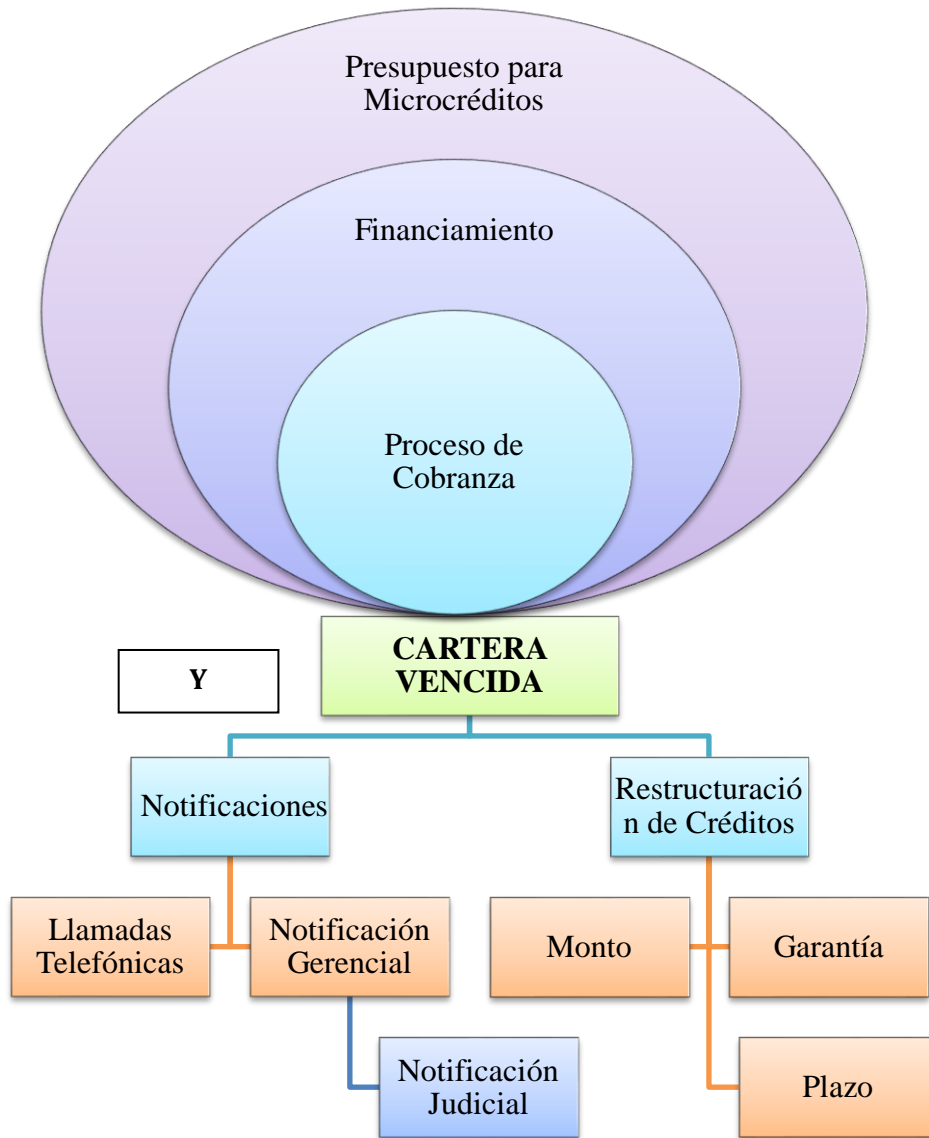 Presupuesto para
Microcréditos
Financiamiento
Proceso de
Cobranza
CARTERA
VENCIDA
Y
Notificaciones
Restructuració
n de Créditos
Llamadas
Telefónicas
Notificación
Gerencial
Monto
Garantía
Notificación
Judicial
Plazo